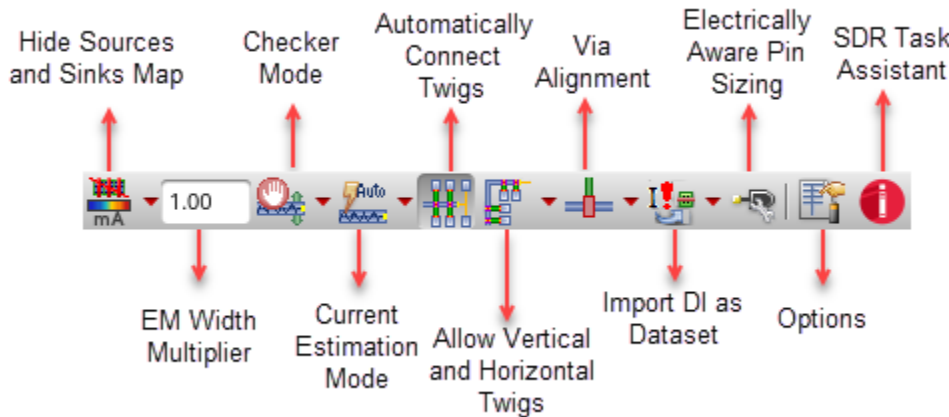 Hide Sources
and Sinks Map
Checker
Mode
Automatically
Connect
Twigs
Via
Alignment
Electrically
Aware Pin
Sizing
SDR Task
Assistant
mA
1.00
Auto
EM Width
Multiplier
Current
Estimation
Mode
Allow Vertical
and Horizontal
Twigs
Import DI as
Dataset
Options